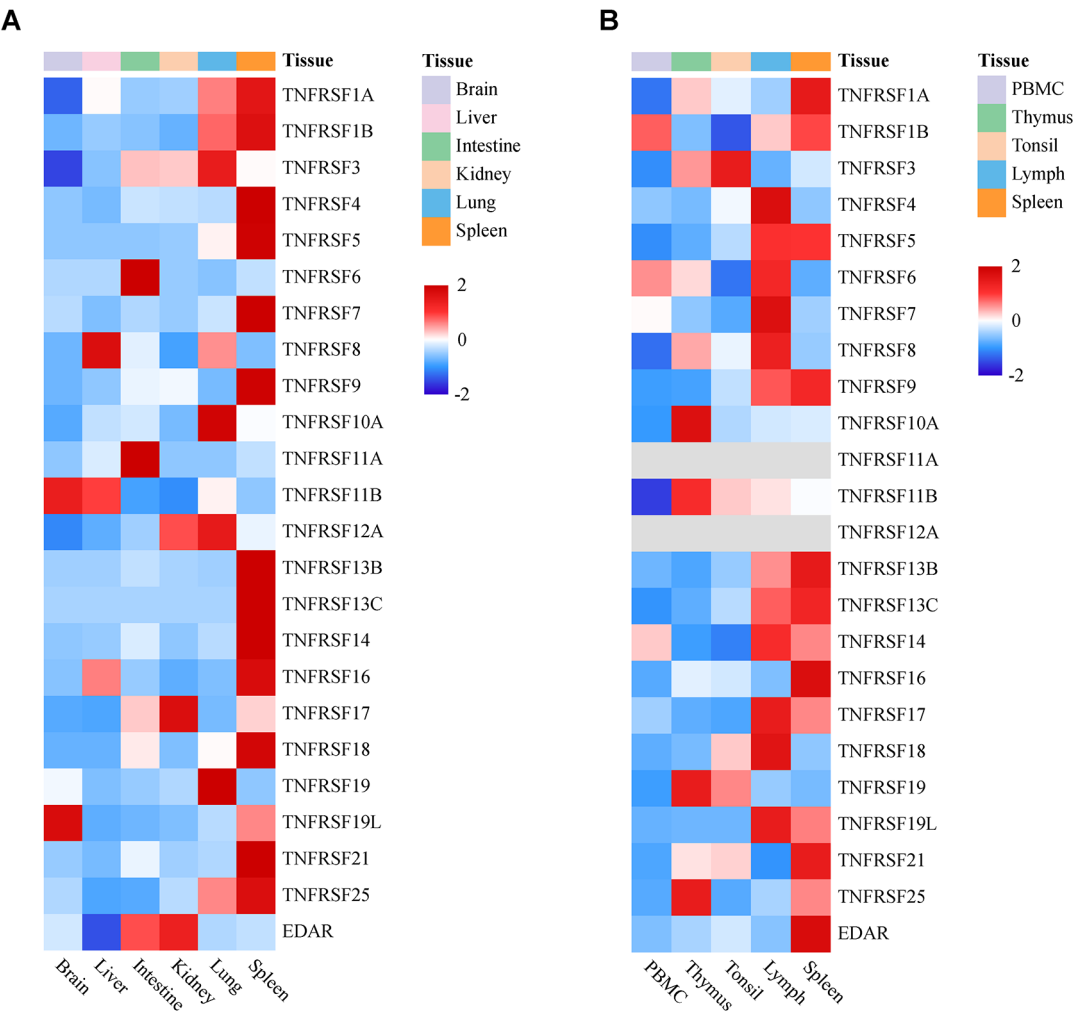 A
Tissue
TNFRSF1A
TNFRSF1B
TNFRSF3
TNFRSF4
TNFRSF5
TNFRSF6
TNFRSF7
TNFRSF8
TNFRSF9
TNFRSF10A
TNFRSF11A
TNFRSF11B
TNFRSF12A
TNFRSF13B
TNFRSF13C
TNFRSF14
TNFRSF16
TNFRSF17
TNFRSF18
TNFRSF19
TNFRSF19L
TNFRSF21
TNFRSF25
EDAR
Brain Liver Intestine Kidney Lung Spleen
Tissue
Brain
Liver
Intestine
Kidney
Lung
Spleen
2
0
-2
B
Tissue
TNFRSF1A
TNFRSF1B
TNFRSF3
TNFRSF4
TNFRSF5
TNFRSF6
TNFRSF7
TNFRSF8
TNFRSF9
TNFRSF10A
TNFRSF11A
TNFRSF11B
TNFRSF12A
TNFRSF13B
TNFRSF13C
TNFRSF14
TNFRSF16
TNFRSF17
TNFRSF18
TNFRSF19
TNFRSF19L
TNFRSF21
TNFRSF25
EDAR
PBMC Thymus Tonsil Lymph Spleen
Tissue
PBMC
Thymus
Tonsil
Lymph
Spleen
2
0
-2